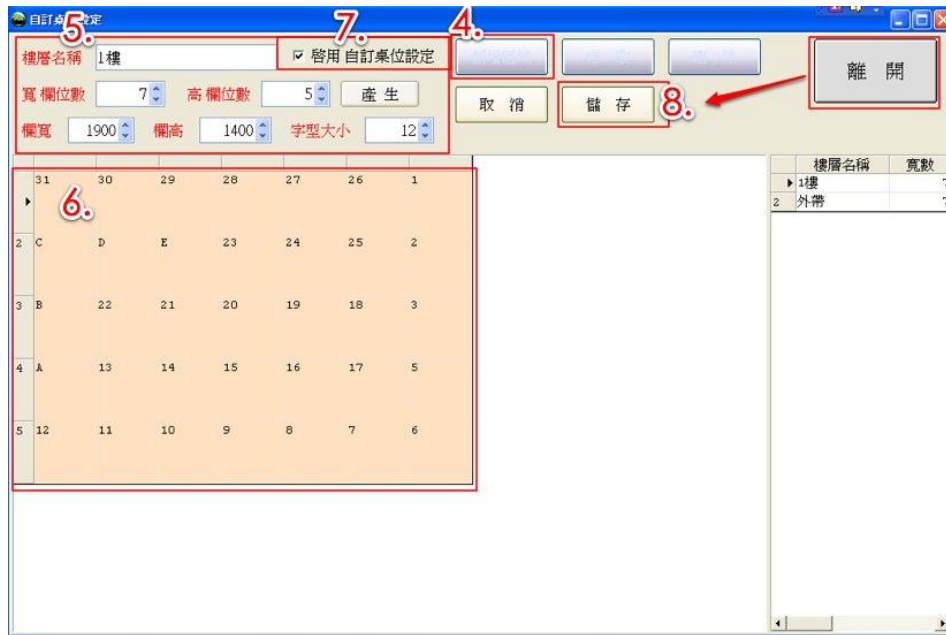 自訂桌 設定
5. 7. 4.
樓層名稱 1樓 啓用 自訂桌位設定
離 開
寬 欄位數 7 高 欄位數 5 產 生
取 消 儲 存 8.
欄寬 1900 欄高 1400 字型大小 12
樓層名稱 寬數
31 30 29 28 27 26 1
1樓 7
6.
2 外帶 7
2 C D E 23 24 25 2
3 B 22 21 20 19 18 3
4 A 13 14 15 16 17 5
5 12 11 10 9 8 7 6